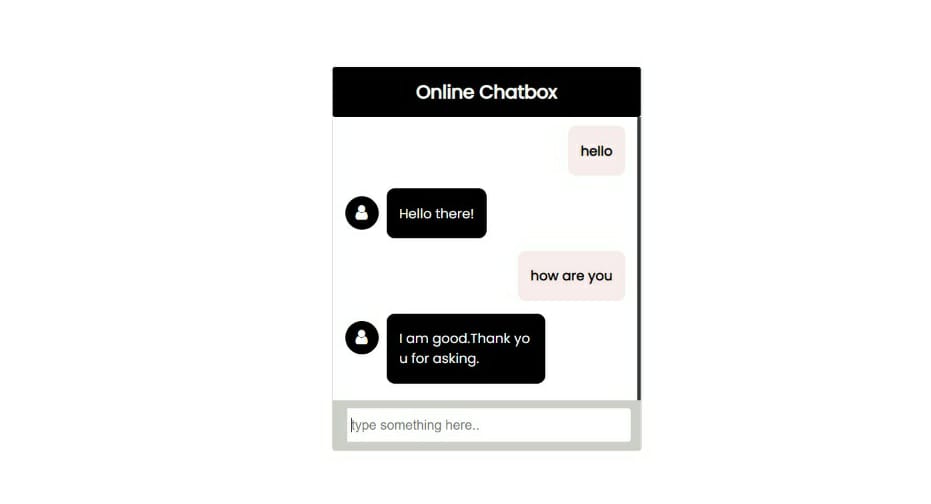 Online Chatbox
hello
Hello there!
how are you
I am good.Thank yo
u for asking.
type something here..